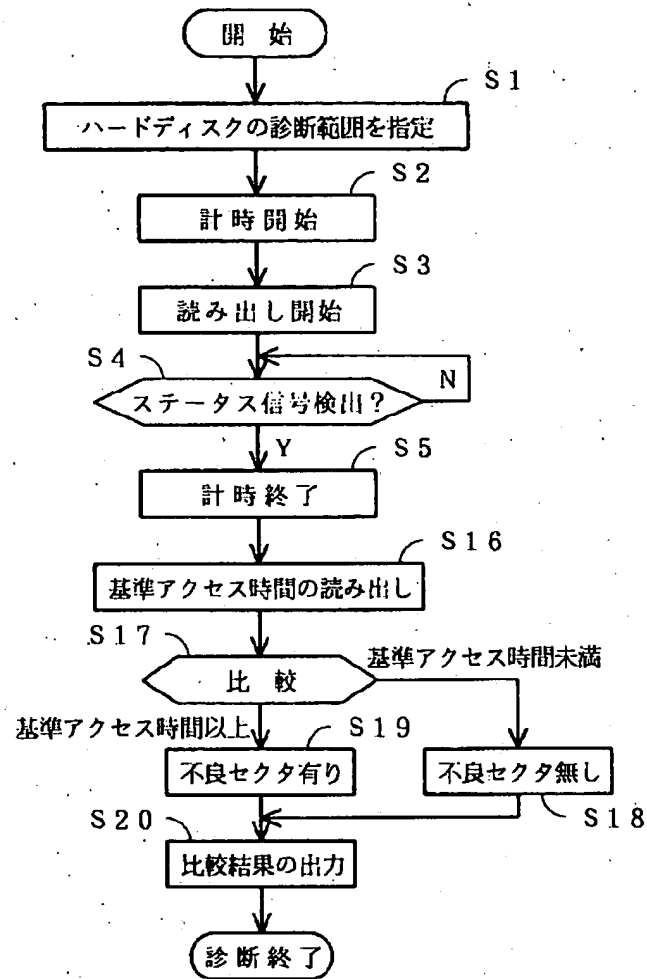 開 始
S1
ハードディスクの診断範囲を指定
S2
計時開始
S3
読み出し開始
S4
N
ステータス信号検出？
Y
S5
計時終了
S16
基準アクセス時間の読み出し
S17
基準アクセス時間未満
比 較
基準アクセス時間以上
S19
不良セクタ有り
不良セクタ無し
S18
S20
比較結果の出力
診断終了